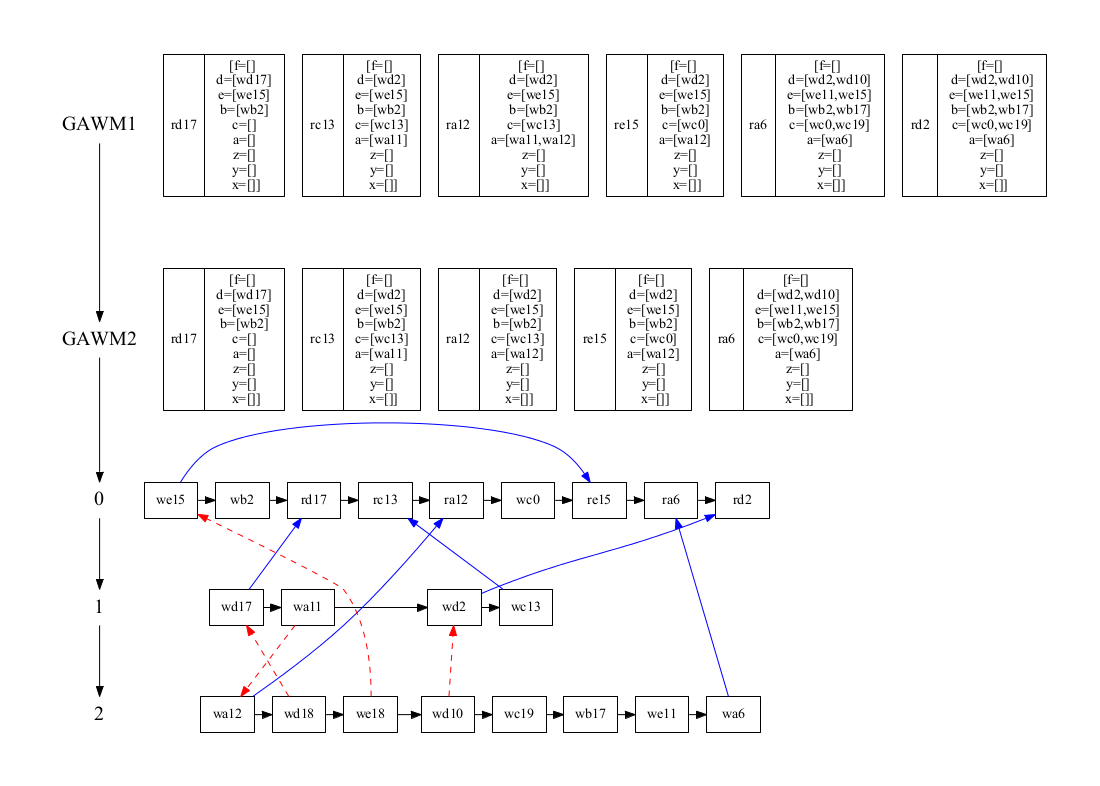 GAWM1
rd17
[f=[]
d=[wd17]
e=[we15]
b=[wb2]
c=[]
a=[]
z=[]
y=[]
x=[]]
rc13
[f=[]
d=[wd2]
e=[we15]
b=[wb2]
c=[wc13]
a=[wa11]
z=[]
y=[]
x=[]]
ra12
[f=[]
d=[wd2]
e=[we15]
b=[wb2]
c=[wc13]
a=[wa11,wa12]
z=[]
y=[]
x=[]]
re15
[f=[]
d=[wd2]
e=[we15]
b=[wb2]
c=[wc0]
a=[wa12]
z=[]
y=[]
x=[]]
ra6
[f=[]
d=[wd2,wd10]
e=[we11,we15]
b=[wb2,wb17]
c=[wc0,wc19]
a=[wa6]
z=[]
y=[]
x=[]]
rd2
[f=[]
d=[wd2,wd10]
e=[we11,we15]
b=[wb2,wb17]
c=[wc0,wc19]
a=[wa6]
z=[]
y=[]
x=[]]
GAWM2
rd17
[f=[]
d=[wd17]
e=[we15]
b=[wb2]
c=[]
a=[]
z=[]
y=[]
x=[]]
rc13
[f=[]
d=[wd2]
e=[we15]
b=[wb2]
c=[wc13]
a=[wa11]
z=[]
y=[]
x=[]]
ra12
[f=[]
d=[wd2]
e=[we15]
b=[wb2]
c=[wc13]
a=[wa12]
z=[]
y=[]
x=[]]
re15
[f=[]
d=[wd2]
e=[we15]
b=[wb2]
c=[wc0]
a=[wa12]
z=[]
y=[]
x=[]]
ra6
[f=[]
d=[wd2,wd10]
e=[we11,we15]
b=[wb2,wb17]
c=[wc0,wc19]
a=[wa6]
z=[]
y=[]
x=[]]
0 we15 wb2 rd17 rc13 ra12 wc0 re15 ra6 rd2
1 wd17 wa11 wd2 wc13
2 wa12 wd18 we18 wd10 wc19 wb17 we11 wa6